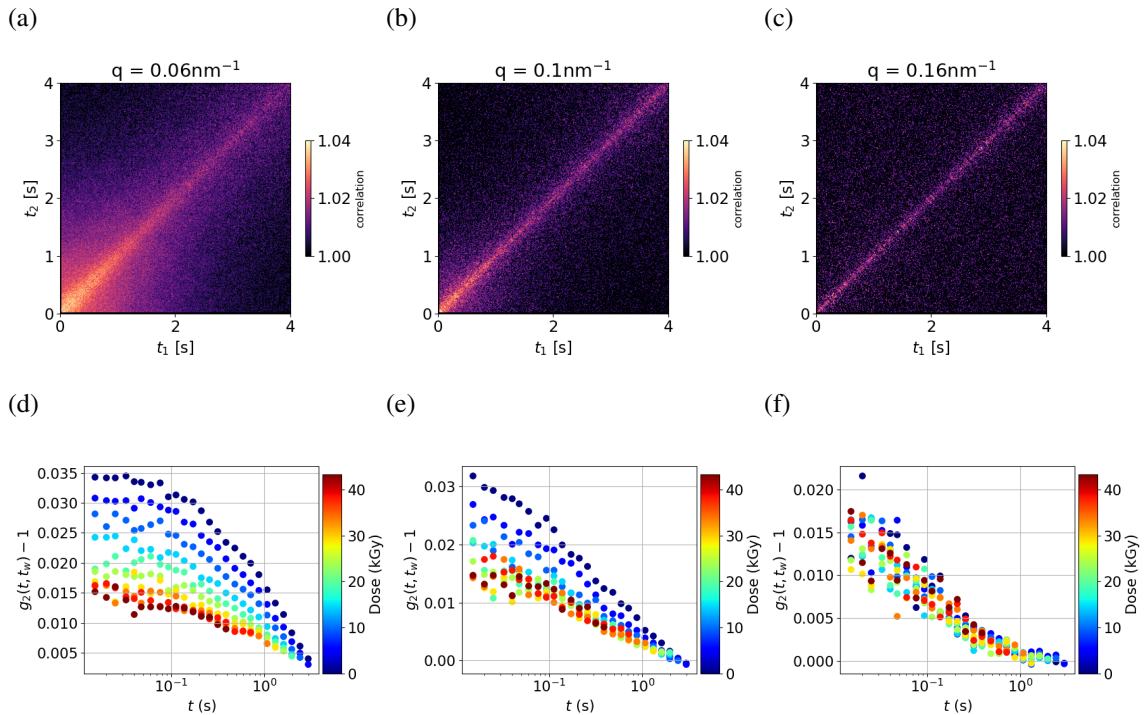 (a)
(b)
(c)
q = 0.06nm⁻¹
q = 0.1nm⁻¹
q = 0.16nm⁻¹
4
3
2
1
0
t₂ [s]
0 2 4
t₁ [s]
1.04
1.02
1.00
correlation
4
3
2
1
0
t₂ [s]
0 2 4
t₁ [s]
1.04
1.02
1.00
correlation
4
3
2
1
0
t₂ [s]
0 2 4
t₁ [s]
1.04
1.02
1.00
correlation
(d)
(e)
(f)
0.035
0.030
0.025
0.020
0.015
0.010
0.005
g₂(t, t_w) − 1
10⁻¹ 10⁰
t (s)
40
30
20
10
0
Dose (kGy)
0.03
0.02
0.01
0.00
g₂(t, t_w) − 1
10⁻¹ 10⁰
t (s)
40
30
20
10
0
Dose (kGy)
0.020
0.015
0.010
0.005
0.000
g₂(t, t_w) − 1
10⁻¹ 10⁰
t (s)
40
30
20
10
0
Dose (kGy)